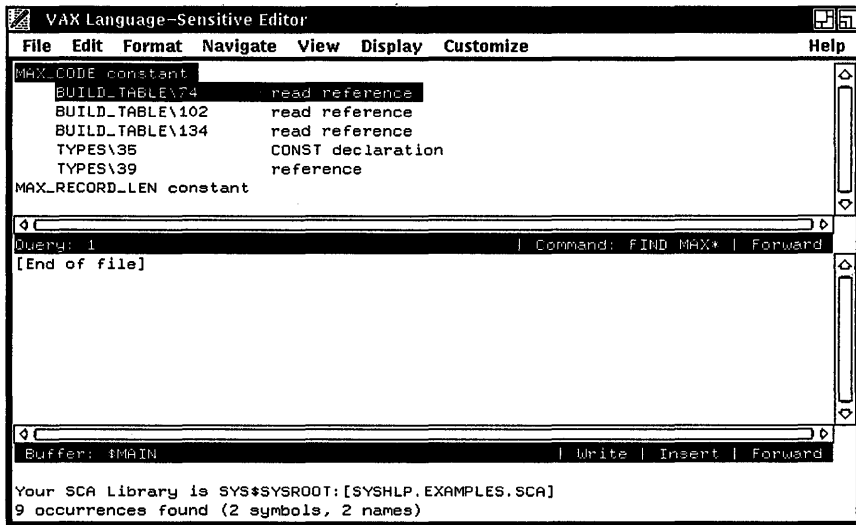 VAX Language-Sensitive Editor
File Edit Format Navigate View Display Customize Help
MAX_CODE constant
BUILD_TABLE\74 read reference
BUILD_TABLE\102 read reference
BUILD_TABLE\134 read reference
TYPES\35 CONST declaration
TYPES\39 reference
MAX_RECORD_LEN constant
Query: 1 | Command: FIND MAX* | Forward
[End of file]
Buffer: $MAIN | Write | Insert | Forward
Your SCA Library is SYS$SYSROOT:[SYSHLP.EXAMPLES.SCA]
9 occurrences found (2 symbols, 2 names)